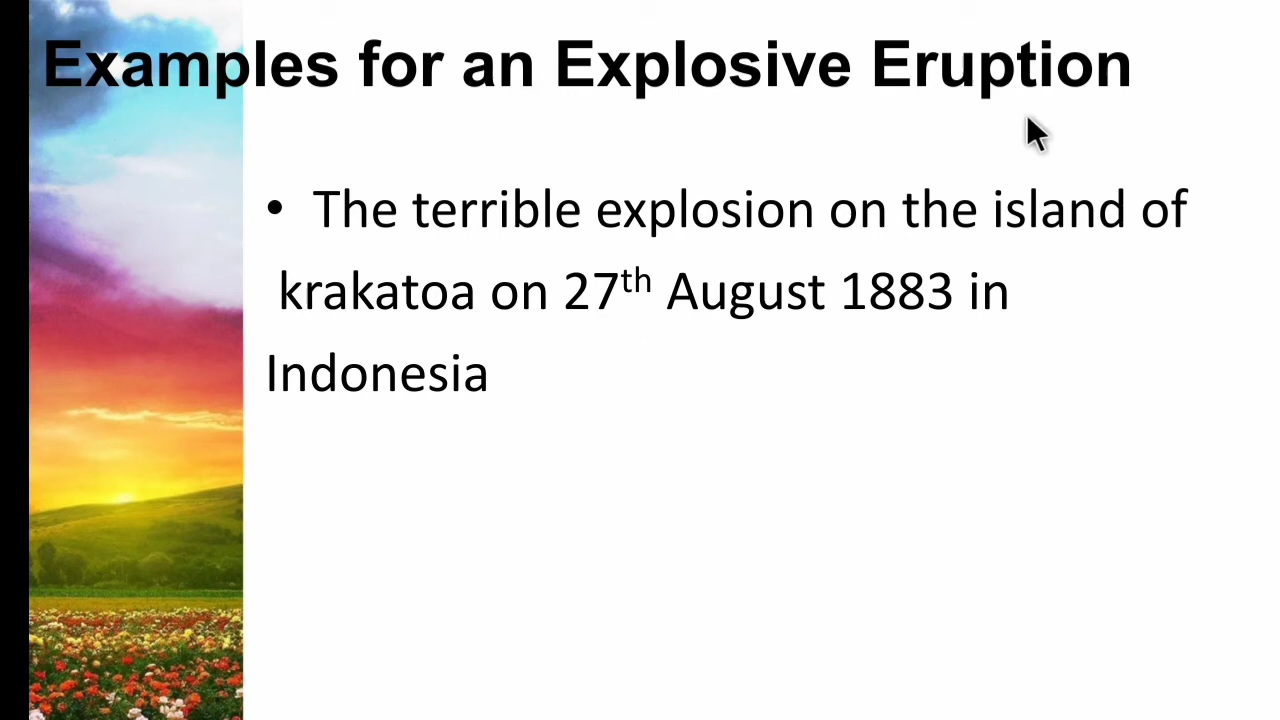 Examples for an Explosive Eruption
• The terrible explosion on the island of
krakatoa on 27th August 1883 in
Indonesia